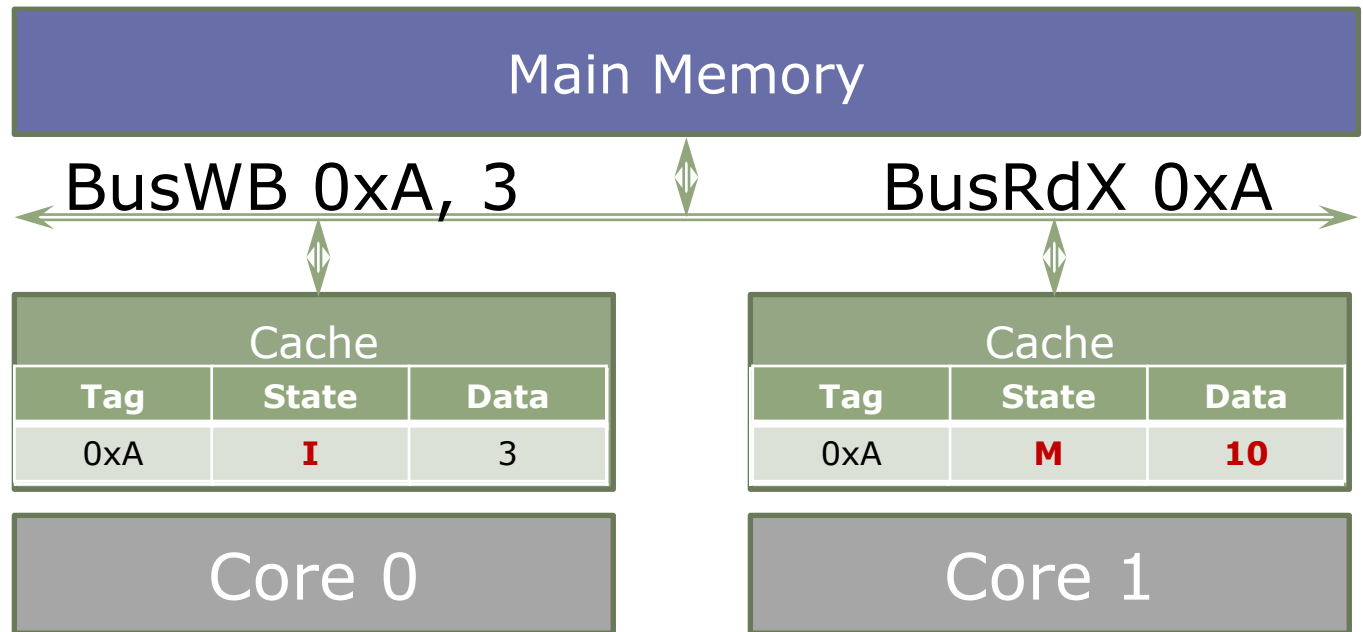 Main Memory
BusWB 0xA, 3 BusRdX 0xA
Cache Cache
Tag State Data Tag State Data
0xA I 3 0xA M 10
Core 0 Core 1